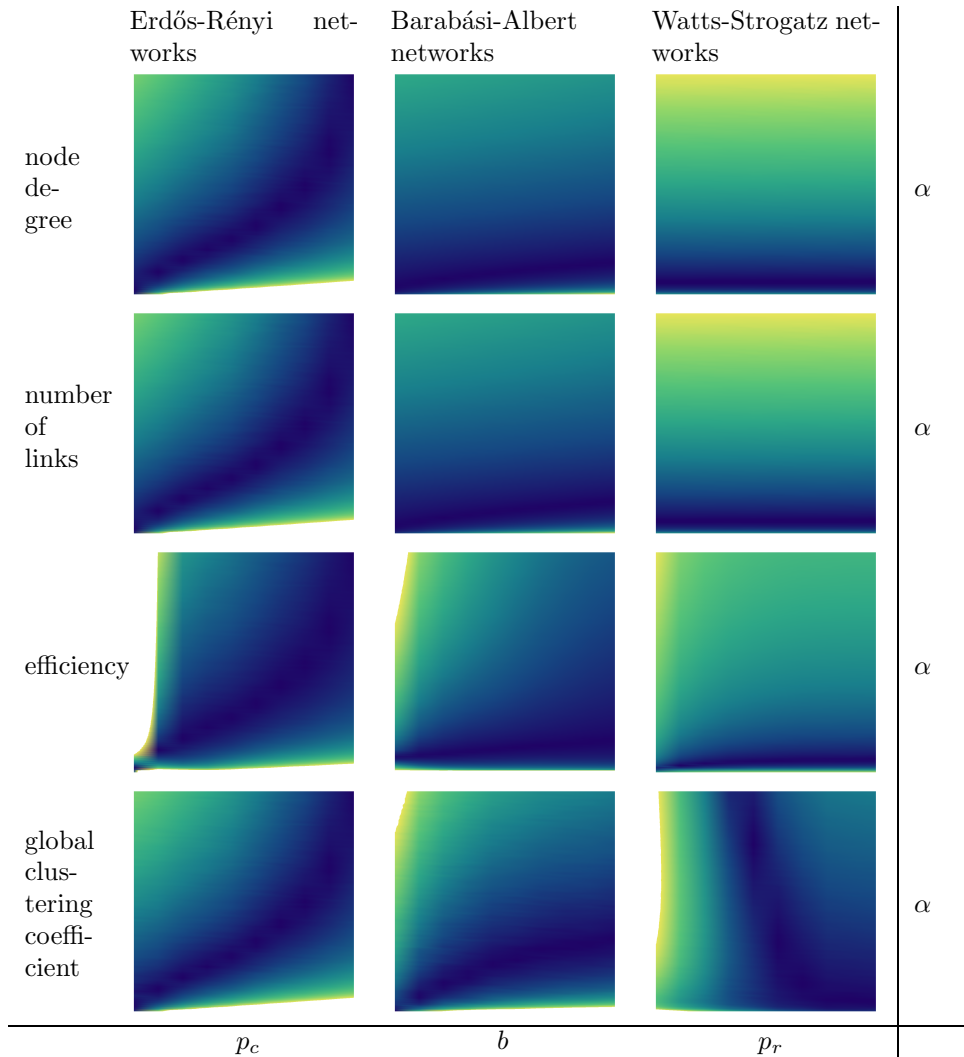 Erdős-Rényi net-
works
Barabási-Albert
networks
Watts-Strogatz net-
works
node
de-
gree
α
number
of
links
α
efficiency
α
global
clus-
tering
coeffi-
cient
α
p_c
b
p_r